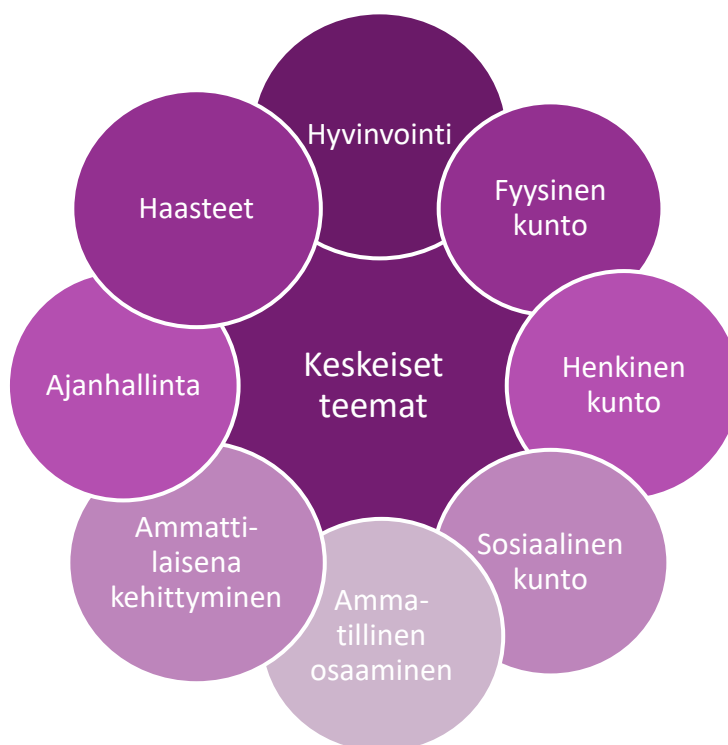 Hyvinvointi
Fyysinen
kunto
Henkinen
kunto
Sosiaalinen
kunto
Amma-
tillinen
osaaminen
Ammatti-
laisena
kehittyminen
Ajanhallinta
Haasteet
Keskeiset
teemat